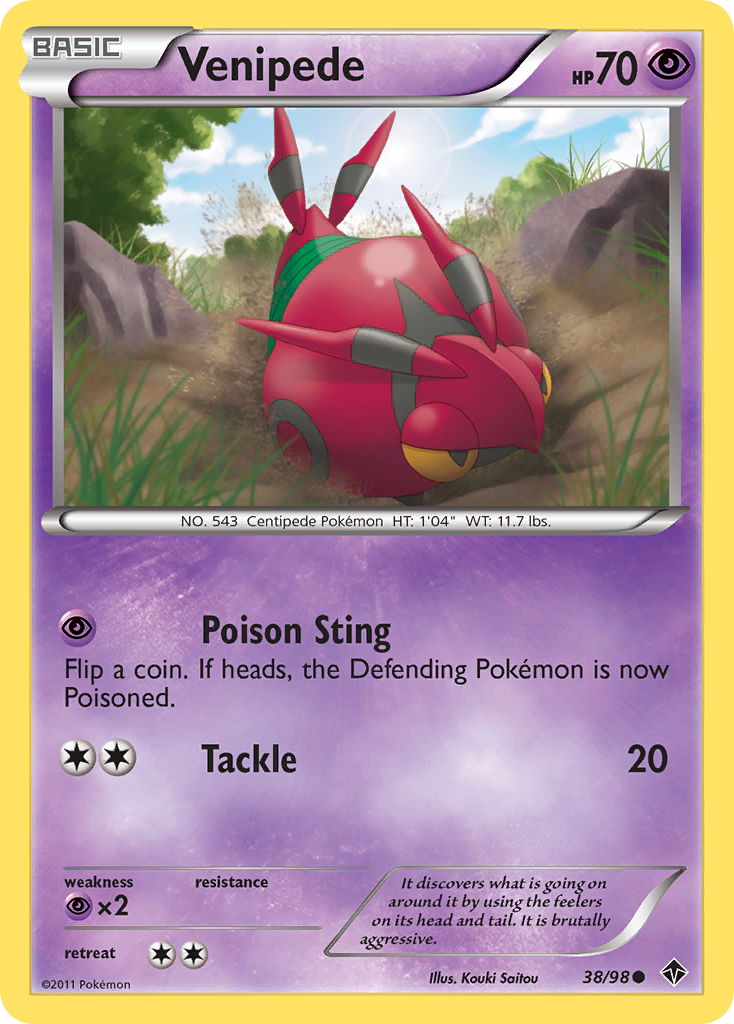 BASIC
Venipede
HP70
NO. 543 Centipede Pokémon HT: 1'04" WT: 11.7 lbs.
Poison Sting
Flip a coin. If heads, the Defending Pokémon is now
Poisoned.
Tackle 20
weakness resistance
×2
It discovers what is going on
around it by using the feelers
on its head and tail. It is brutally
aggressive.
retreat
©2011 Pokémon
Illus. Kouki Saitou
38/98